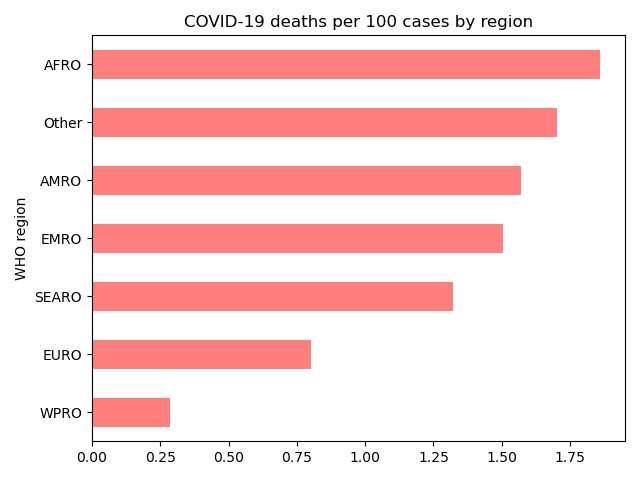 COVID-19 deaths per 100 cases by region
WHO region
AFRO
Other
AMRO
EMRO
SEARO
EURO
WPRO
0.00 0.25 0.50 0.75 1.00 1.25 1.50 1.75